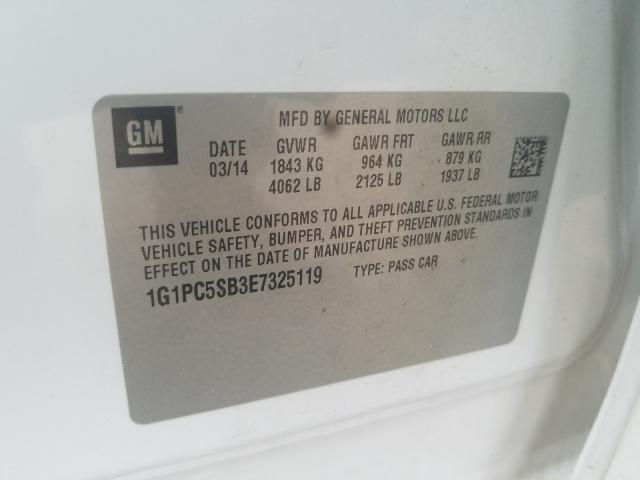 GM ®
MFD BY GENERAL MOTORS LLC
DATE GVWR GAWR FRT GAWR RR
03/14 1843 KG 964 KG 879 KG
4062 LB 2125 LB 1937 LB
THIS VEHICLE CONFORMS TO ALL APPLICABLE U.S. FEDERAL MOTOR
VEHICLE SAFETY, BUMPER, AND THEFT PREVENTION STANDARDS IN
EFFECT ON THE DATE OF MANUFACTURE SHOWN ABOVE.
1G1PC5SB3E7325119 TYPE: PASS CAR